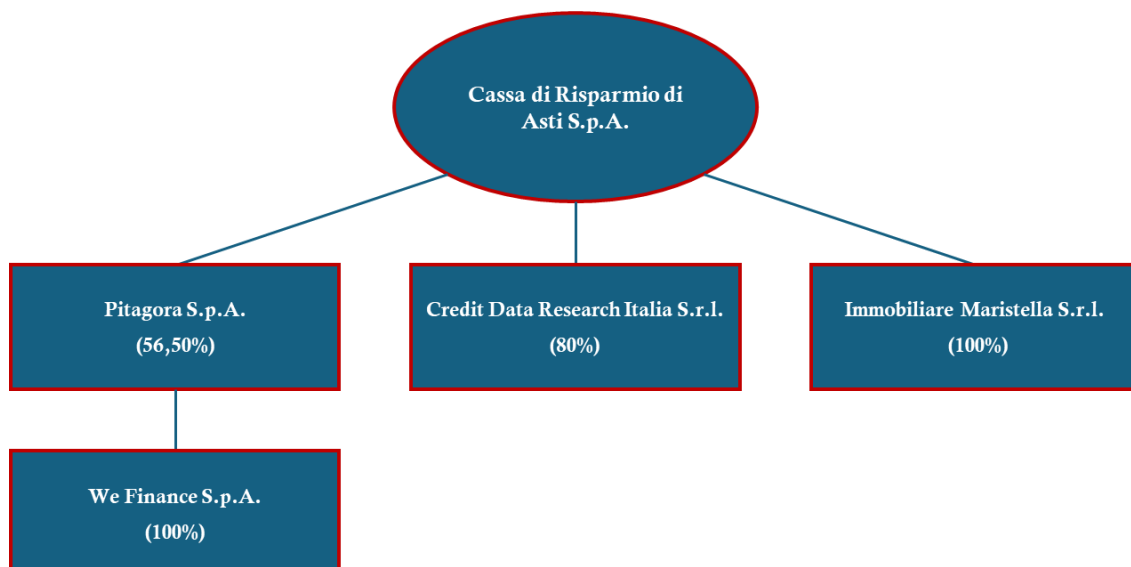 Cassa di Risparmio di
Asti S.p.A.
Pitagora S.p.A.
(56,50%)
Credit Data Research Italia S.r.l.
(80%)
Immobiliare Maristella S.r.l.
(100%)
We Finance S.p.A.
(100%)